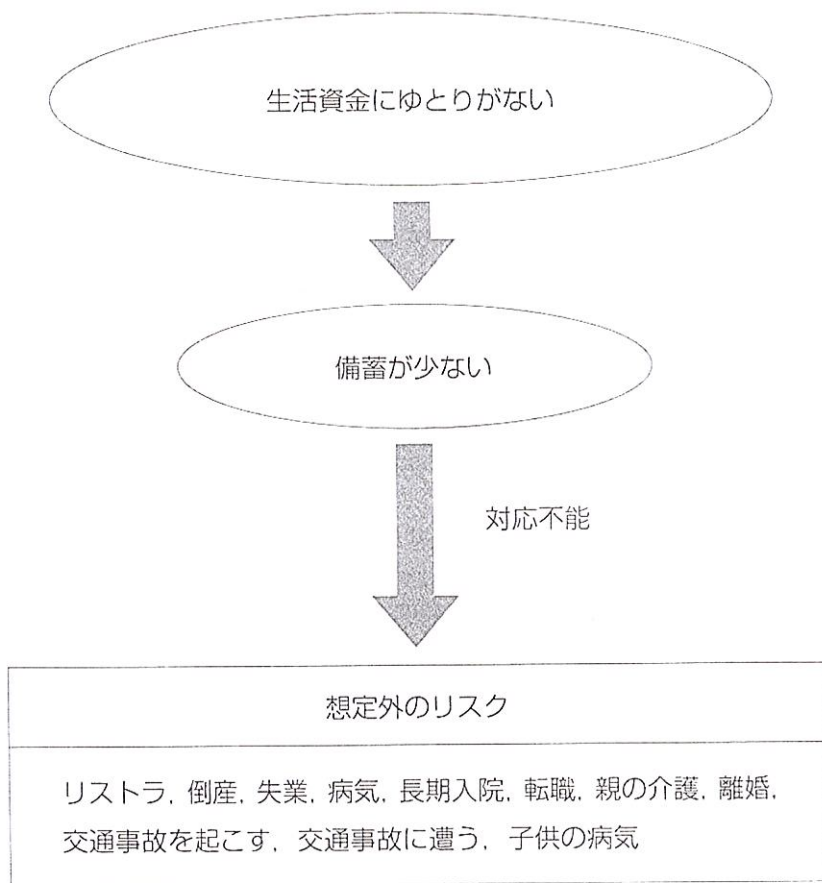 生活資金にゆとりがない
備蓄が少ない
対応不能
想定外のリスク
リストラ, 倒産, 失業, 病気, 長期入院, 転職, 親の介護, 離婚,
交通事故を起こす, 交通事故に遭う, 子供の病気